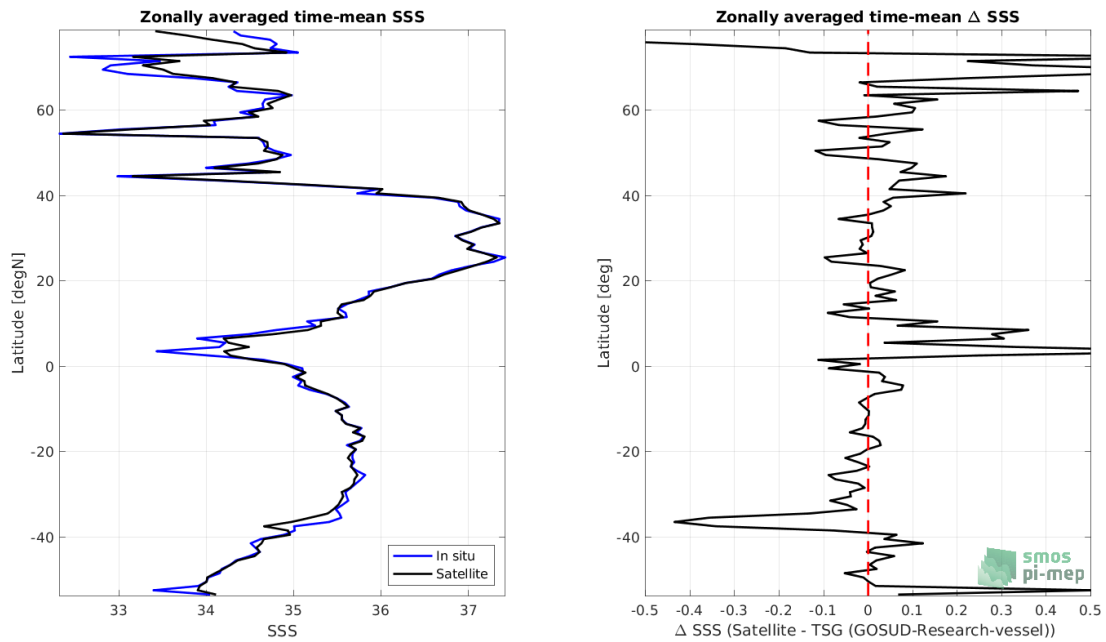 Zonally averaged time-mean SSS
Latitude [degN]
60
40
20
0
-20
-40
33
34
35
36
37
SSS
In situ
Satellite
Zonally averaged time-mean Δ SSS
Latitude [deg]
60
40
20
0
-20
-40
-0.5
-0.4
-0.3
-0.2
-0.1
0
0.1
0.2
0.3
0.4
0.5
Δ SSS (Satellite - TSG (GOSUD-Research-vessel))
smos
pi-mep